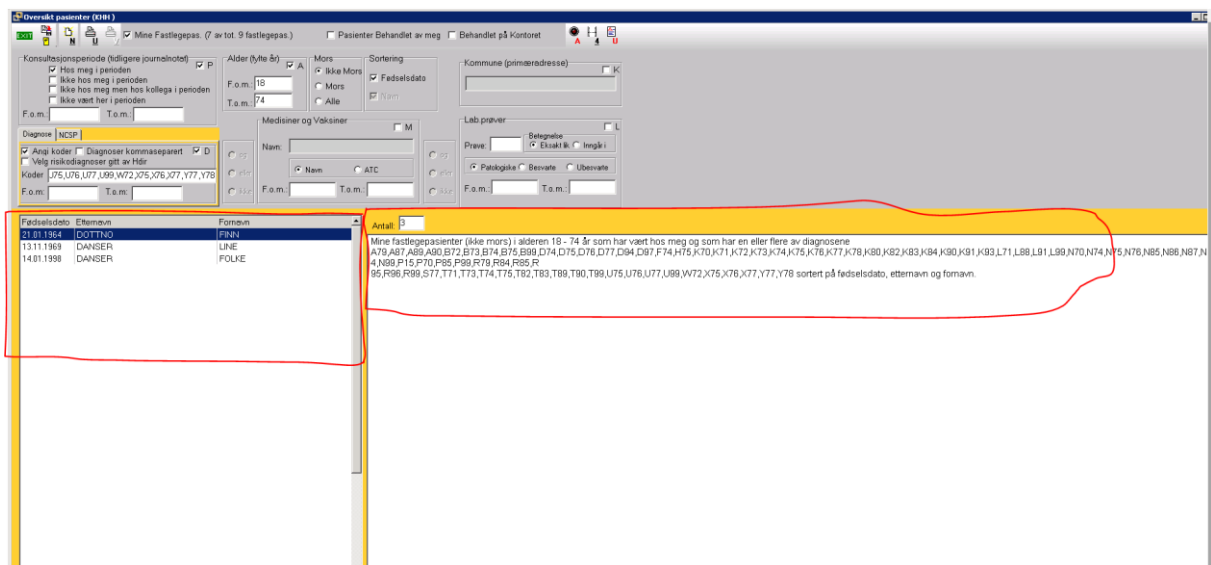 Oversikt pasienter (KHH )
EXIT N U Mine Fastlegepas. (7 av tot. 9 fastlegepas.) Pasienter Behandlet av meg Behandlet på Kontoret A 4 U
Konsultasjonsperiode (tidligere journalnotat) P
Hos meg i perioden
Ikke hos meg i perioden
Ikke hos meg men hos kollega i perioden
Ikke vært her i perioden
F.o.m.: T.o.m.:
Alder (fylte år) A
F.o.m.: 18
T.o.m.: 74
Mors
Ikke Mors
Mors
Alle
Sortering
Fødselsdato
Navn
Kommune (primæradresse) K
Diagnose NCSP
Angi koder Diagnoser kommaseparert D
Velg risikodiagnoser gitt av Hdir
Koder J75,U76,U77,U99,W72,X75,X76,X77,Y77,Y78
F.o.m: T.o.m:
og
eller
ikke
Medisiner og Vaksiner M
Navn:
Navn ATC
F.o.m.: T.o.m.:
og
eller
ikke
Lab.prøver L
Prøve: Betegnelse
Eksakt lik Inngår i
Patologiske Besvarte Ubesvarte
F.o.m.: T.o.m.:
Fødselsdato Etternavn Fornavn
21.01.1964 DOTTNO FINN
13.11.1969 DANSER LINE
14.01.1998 DANSER FOLKE
Antall: 3
Mine fastlegepasienter (ikke mors) i alderen 18 - 74 år som har vært hos meg og som har en eller flere av diagnosene
A79,A87,A89,A90,B72,B73,B74,B75,B99,D74,D75,D76,D77,D94,D97,F74,H75,K70,K71,K72,K73,K74,K75,K76,K77,K78,K80,K82,K83,K84,K90,K91,K93,L71,L88,L91,L99,N70,N74,N75,N76,N85,N86,N87,N
4,N99,P15,P70,P85,P99,R79,R84,R85,R
95,R96,R99,S77,T71,T73,T74,T75,T82,T83,T89,T90,T99,U75,U76,U77,U99,W72,X75,X76,X77,Y77,Y78 sortert på fødselsdato, etternavn og fornavn.